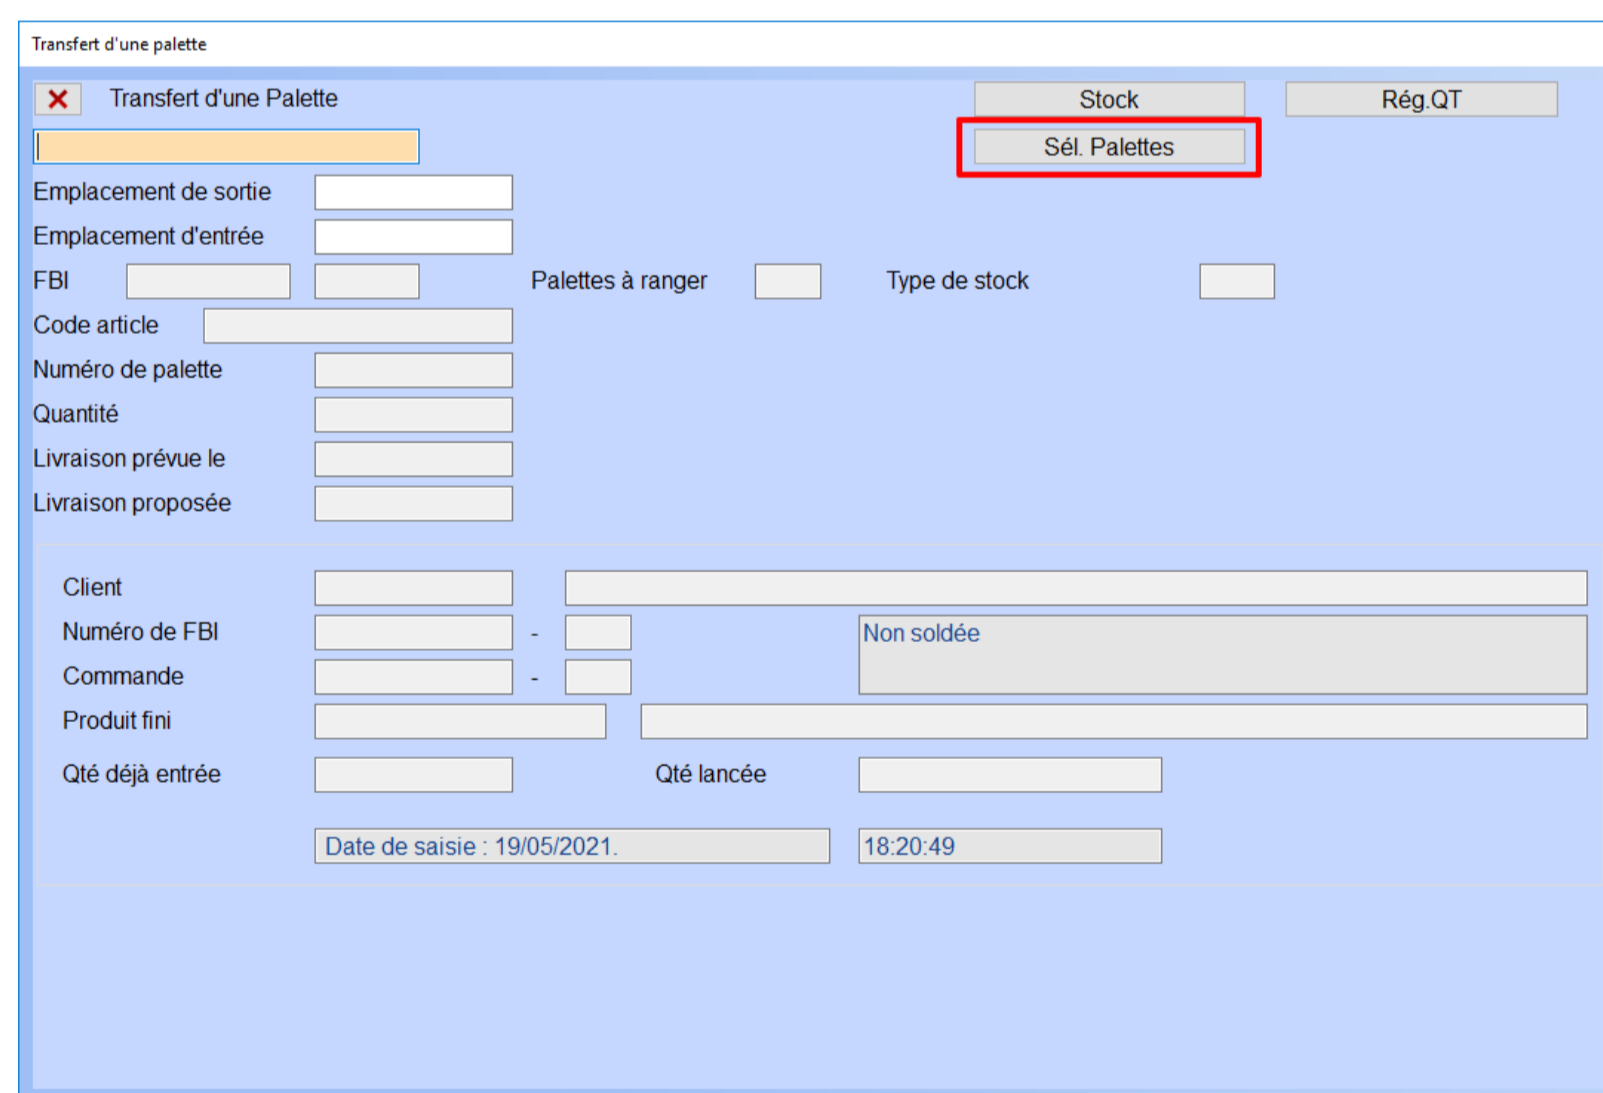 Transfert d'une palette
Transfert d'une Palette Stock Rég.QT
Sél. Palettes
Emplacement de sortie
Emplacement d'entrée
FBI Palettes à ranger Type de stock
Code article
Numéro de palette
Quantité
Livraison prévue le
Livraison proposée
Client
Numéro de FBI - Non soldée
Commande -
Produit fini
Qté déjà entrée Qté lancée
Date de saisie : 19/05/2021. 18:20:49